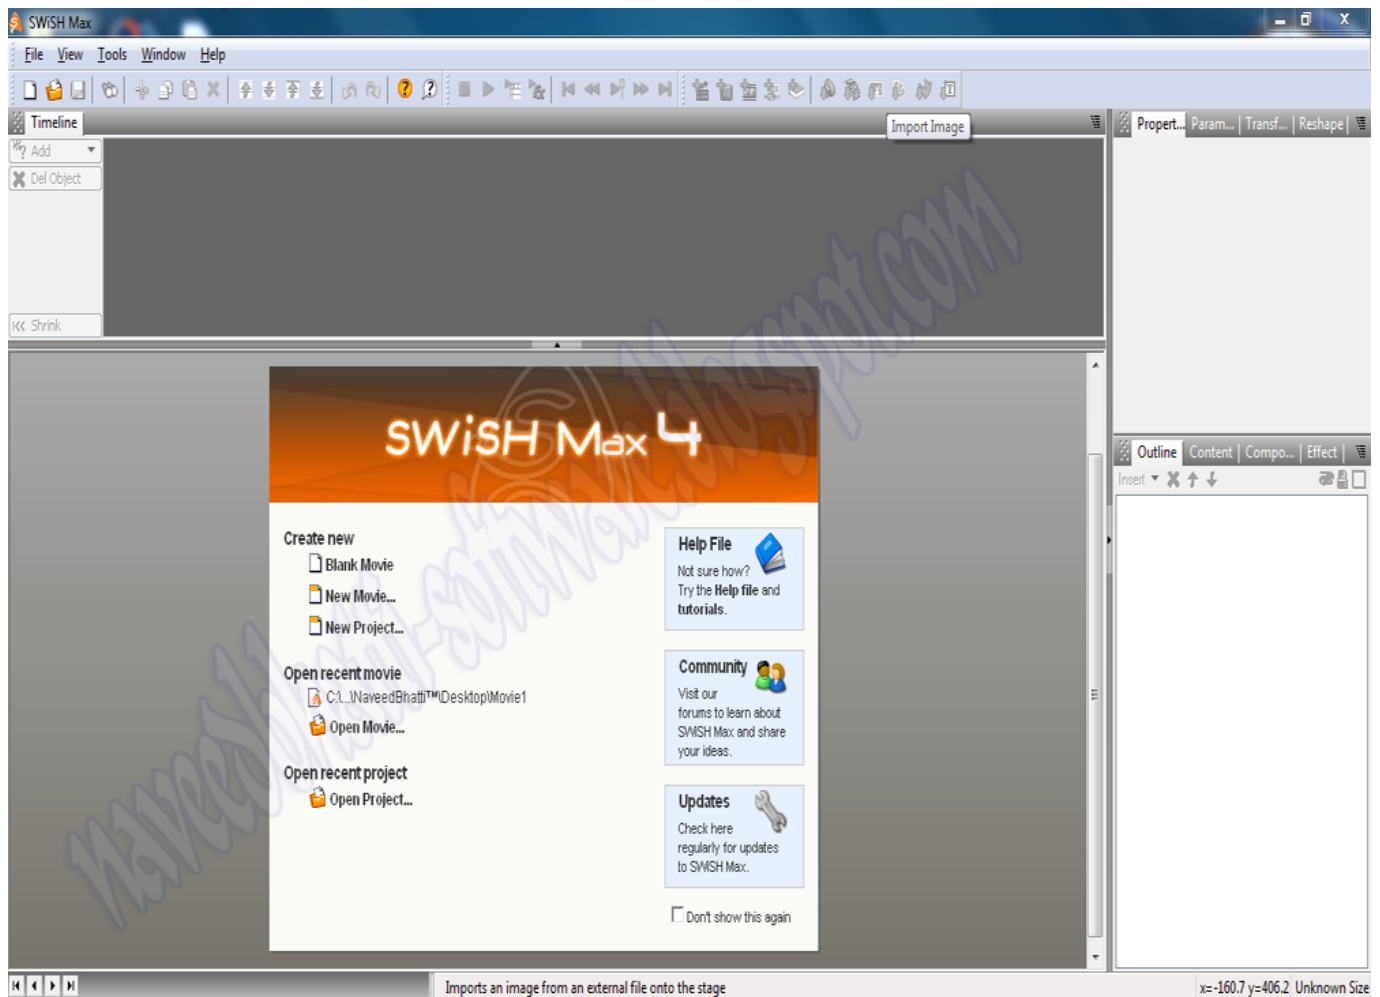 SWiSH Max
File View Tools Window Help
Timeline
Import Image
Propert... Param... Transf... Reshape
Add
Del Object
Shrink
SWiSH Max 4
Create new
Blank Movie
New Movie...
New Project...
Open recent movie
C:\...\NaveedBhatti™\Desktop\Movie1
Open Movie...
Open recent project
Open Project...
Help File
Not sure how?
Try the Help file and
tutorials.
Community
Visit our
forums to learn about
SWiSH Max and share
your ideas.
Updates
Check here
regularly for updates
to SWiSH Max.
Don't show this again
Outline Content Compo... Effect
Insert
naveedbhatti-software.blogspot.com
Imports an image from an external file onto the stage
x=-160.7 y=406.2 Unknown Size